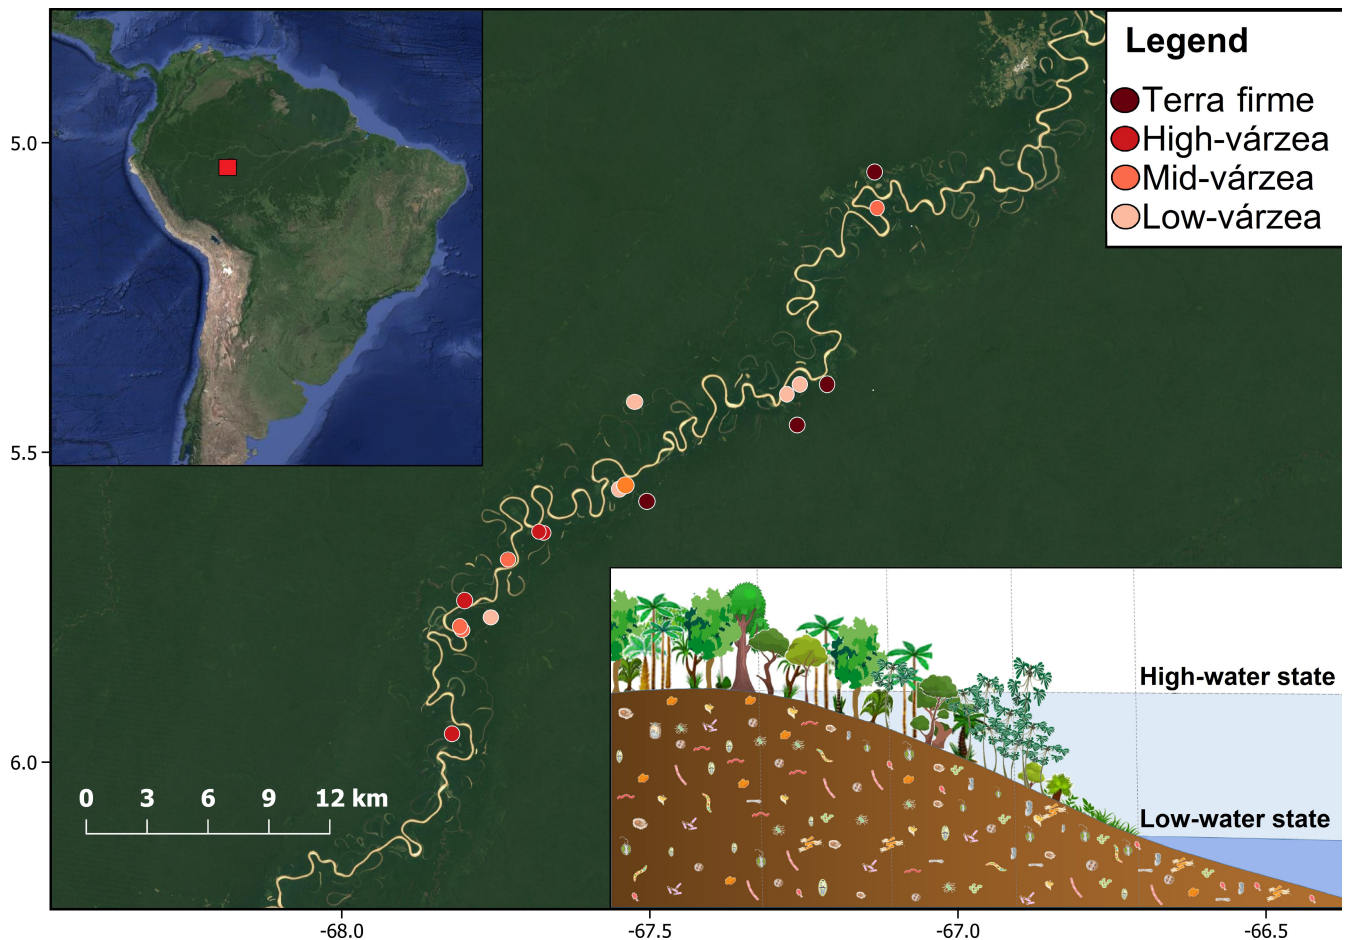 Legend
Terra firme
High-várzea
Mid-várzea
Low-várzea
5.0
5.5
6.0
0 3 6 9 12 km
High-water state
Low-water state
-68.0 -67.5 -67.0 -66.5